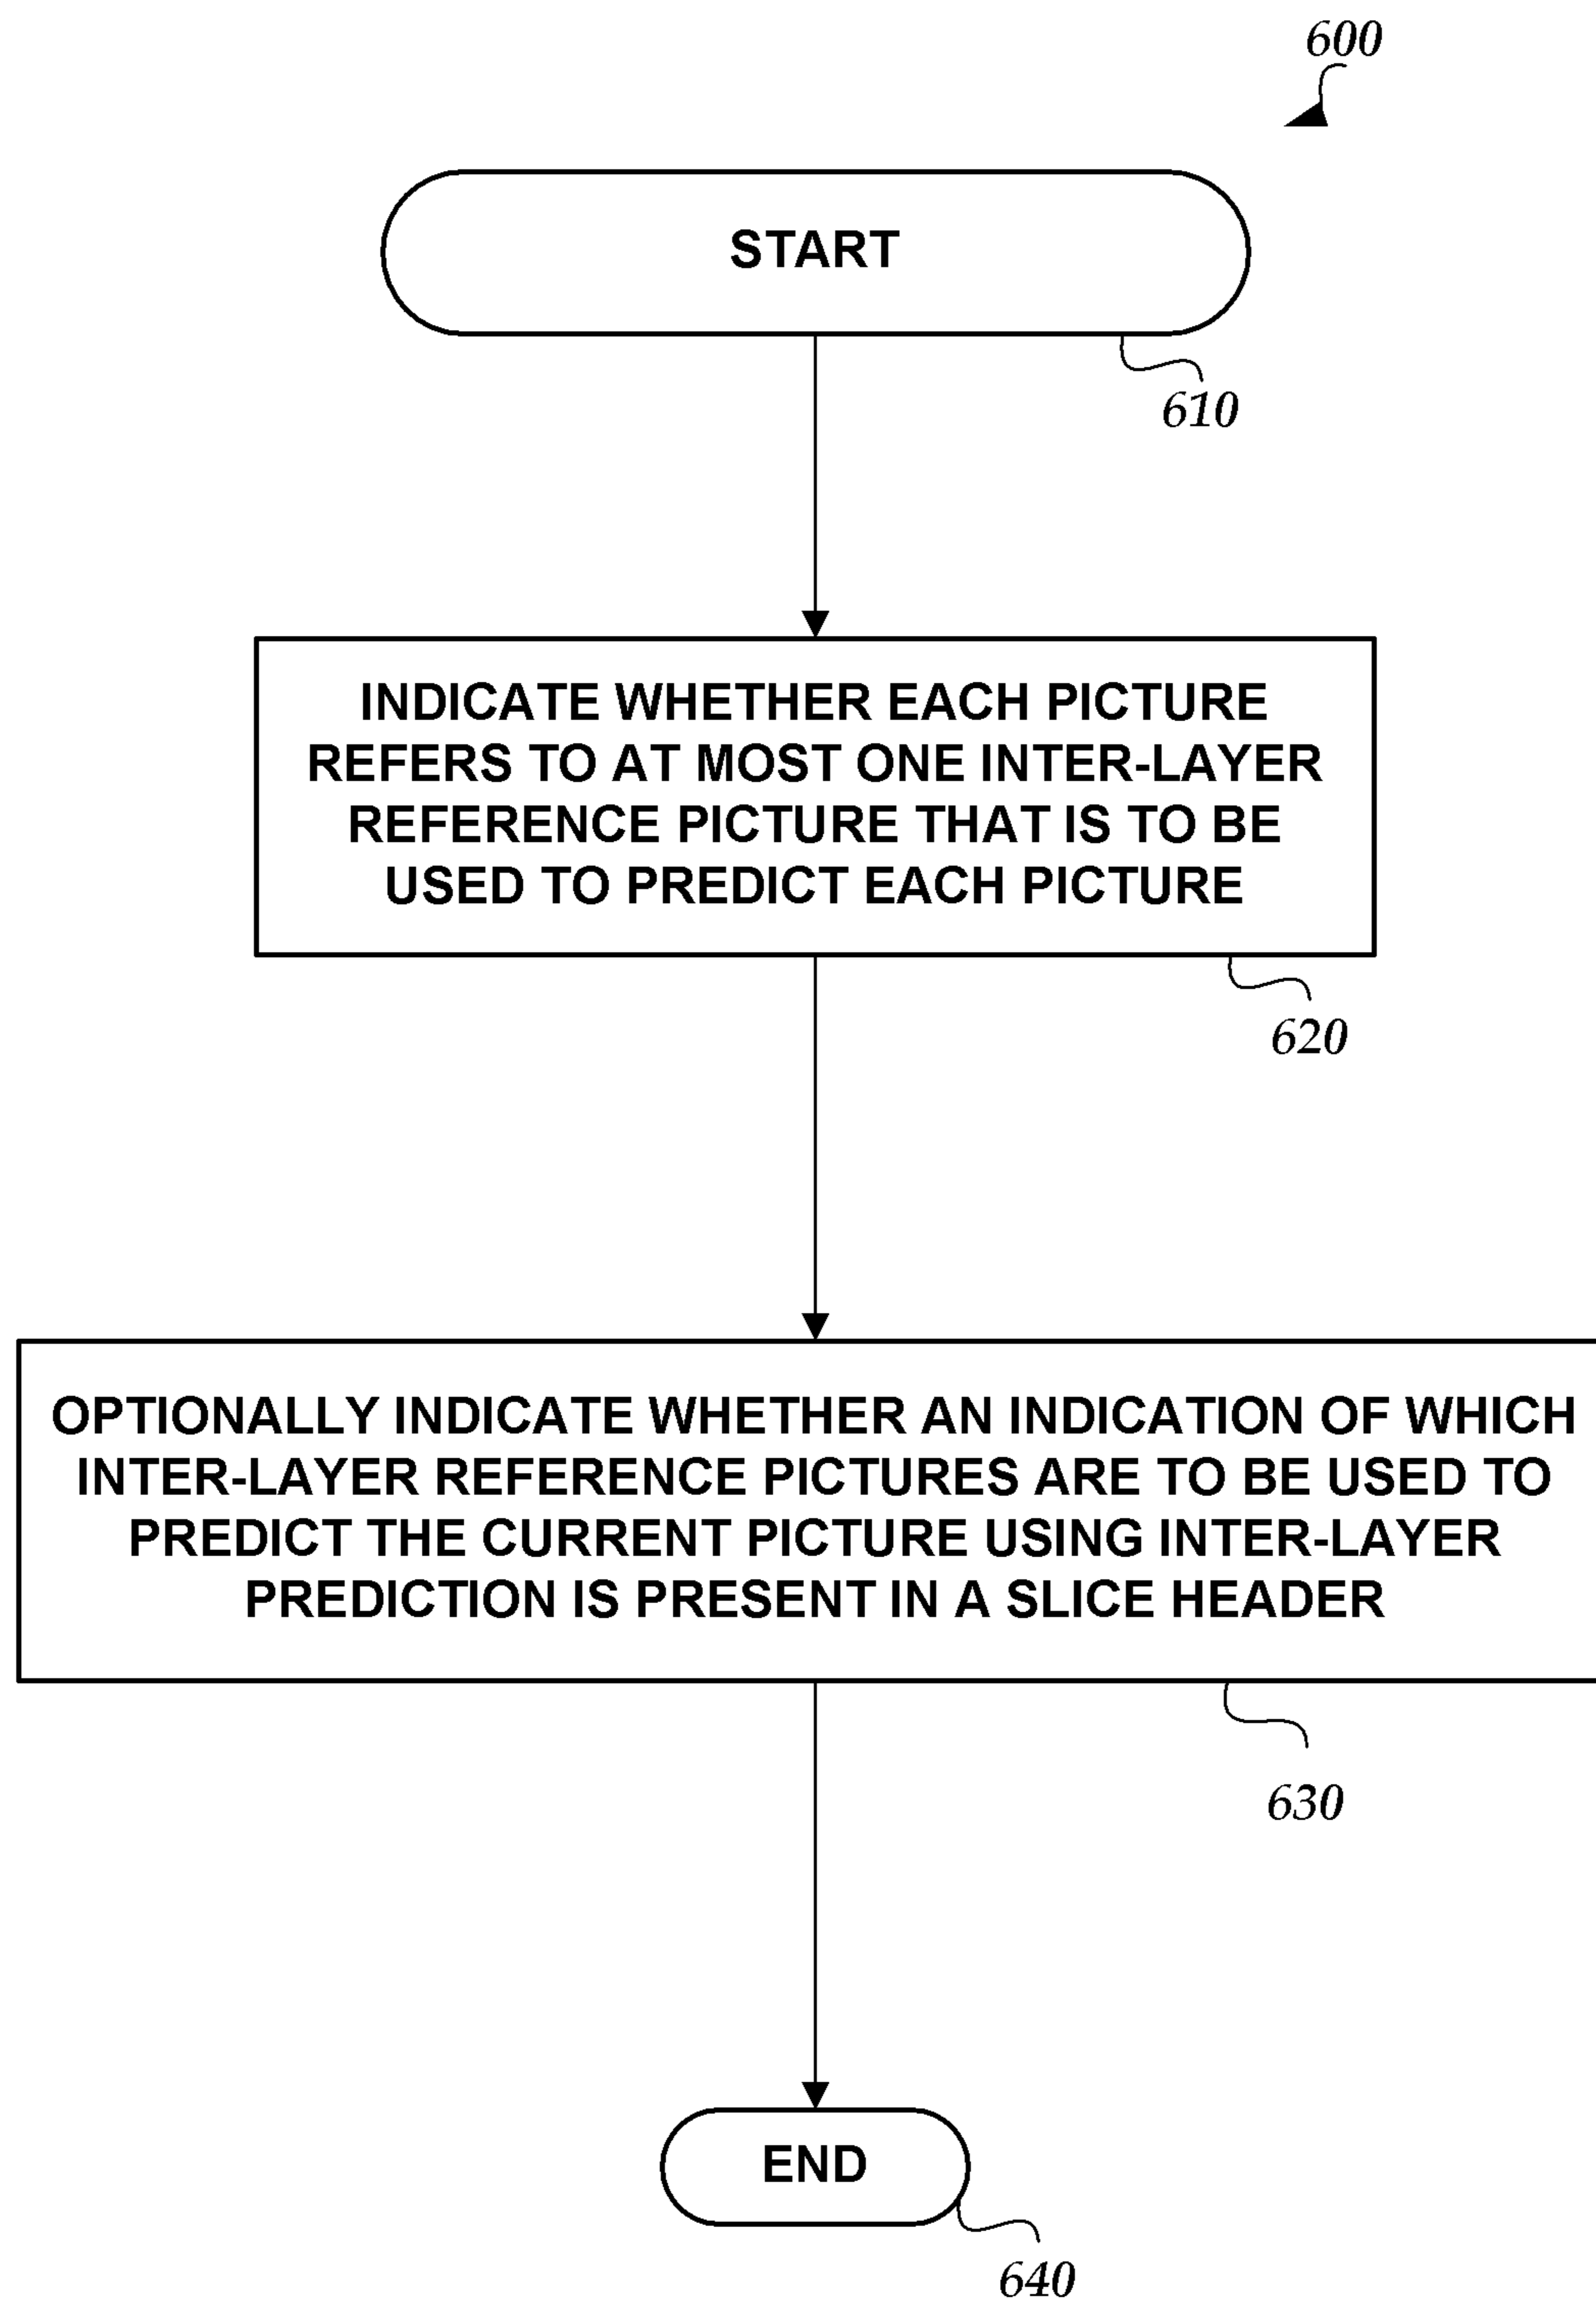 600
START
610
INDICATE WHETHER EACH PICTURE
REFERS TO AT MOST ONE INTER-LAYER
REFERENCE PICTURE THAT IS TO BE
USED TO PREDICT EACH PICTURE
620
OPTIONALLY INDICATE WHETHER AN INDICATION OF WHICH
INTER-LAYER REFERENCE PICTURES ARE TO BE USED TO
PREDICT THE CURRENT PICTURE USING INTER-LAYER
PREDICTION IS PRESENT IN A SLICE HEADER
630
END
640